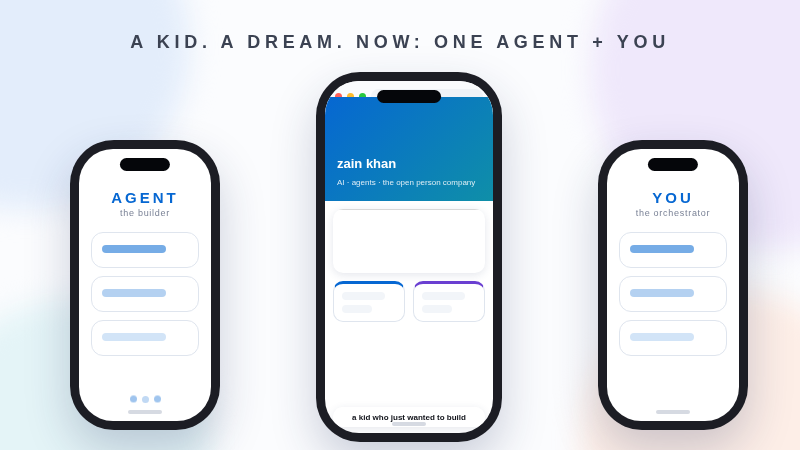 A KID. A DREAM. NOW: ONE AGENT + YOU
AGENT
the builder
zain khan
AI · agents · the open person company
a kid who just wanted to build
YOU
the orchestrator